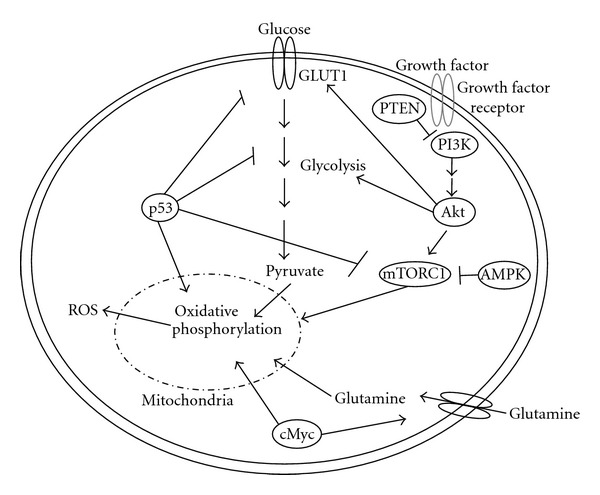 Glucose
GLUT1
Growth factor
Growth factor
receptor
PTEN
PI3K
Glycolysis
p53
Akt
Pyruvate
mTORC1
AMPK
ROS
Oxidative
phosphorylation
Mitochondria
Glutamine
Glutamine
cMyc